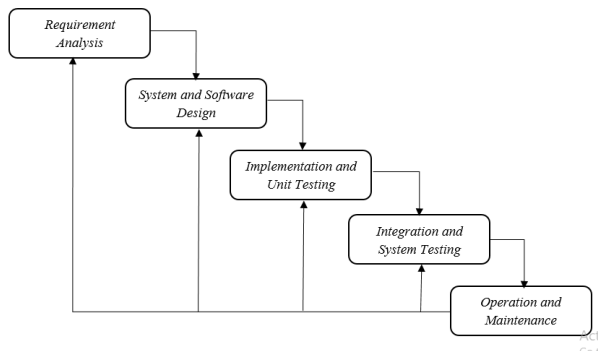 Requirement
Analysis
System and Software
Design
Implementation and
Unit Testing
Integration and
System Testing
Operation and
Maintenance